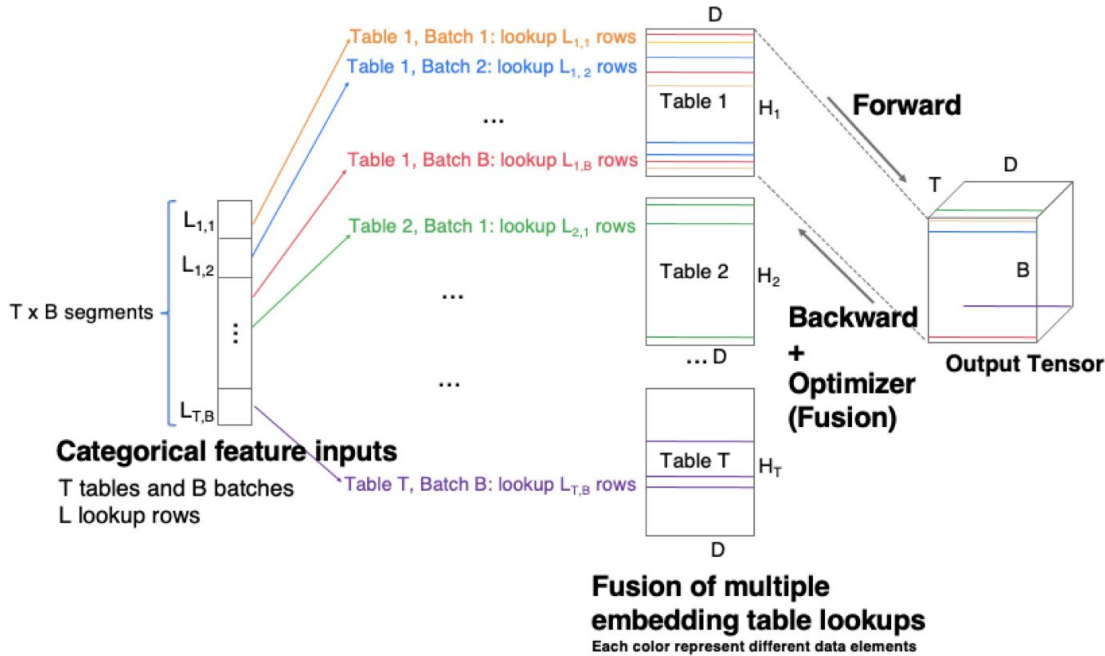 D
Table 1, Batch 1: lookup L1,1 rows
Table 1, Batch 2: lookup L1, 2 rows
...
Table 1, Batch B: lookup L1,B rows
Table 1
H1
Forward
L1,1
L1,2
...
LT,B
T x B segments
Table 2, Batch 1: lookup L2,1 rows
...
...
Table 2
H2
... D
T
D
B
Output Tensor
Backward
+
Optimizer
(Fusion)
Categorical feature inputs
T tables and B batches
L lookup rows
Table T, Batch B: lookup LT,B rows
Table T
HT
D
Fusion of multiple
embedding table lookups
Each color represent different data elements